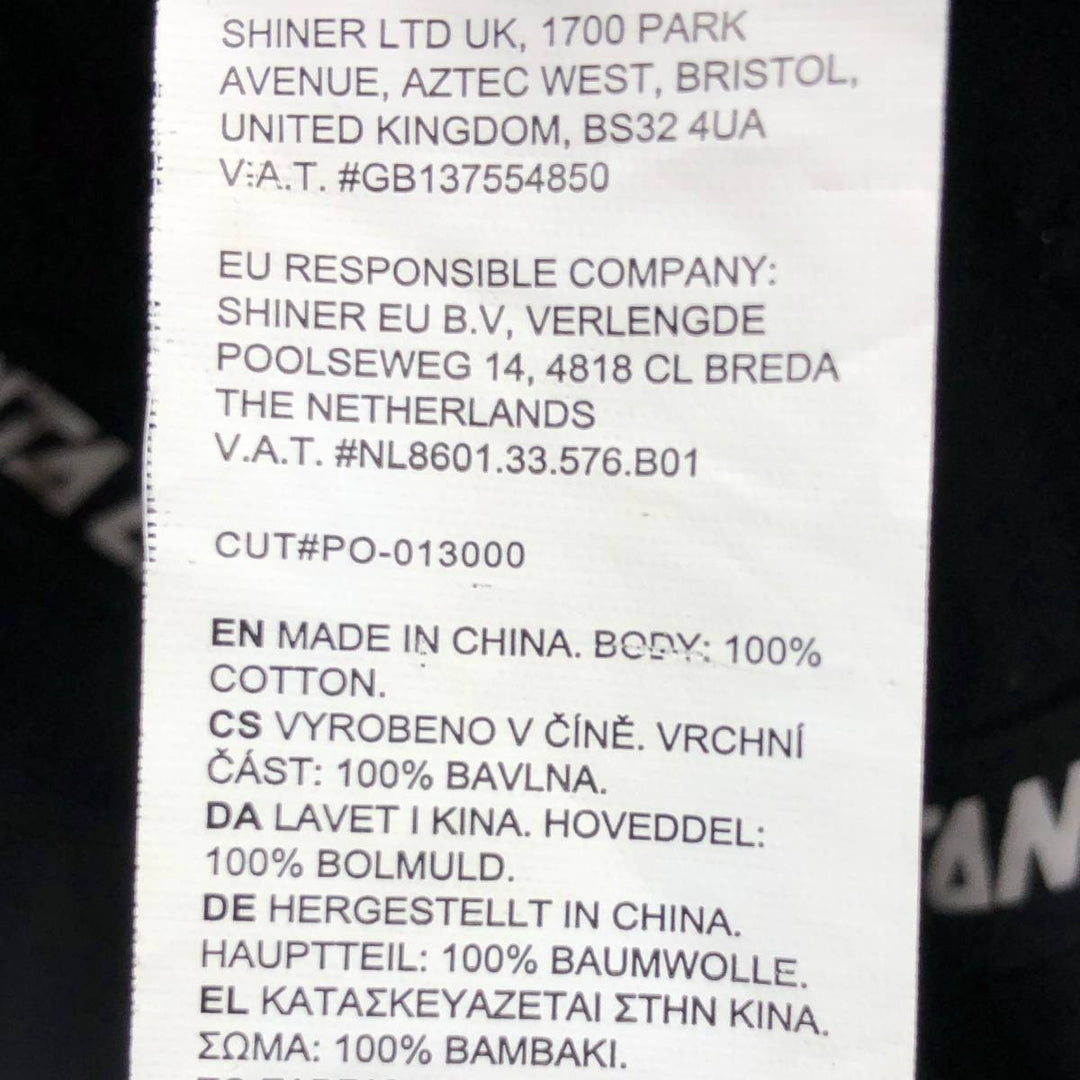 SHINER LTD UK, 1700 PARK
AVENUE, AZTEC WEST, BRISTOL,
UNITED KINGDOM, BS32 4UA
V.A.T. #GB137554850
EU RESPONSIBLE COMPANY:
SHINER EU B.V, VERLENGDE
POOLSEWEG 14, 4818 CL BREDA
THE NETHERLANDS
V.A.T. #NL8601.33.576.B01
CUT#PO-013000
EN MADE IN CHINA. BODY: 100%
COTTON.
CS VYROBENO V ČÍNĚ. VRCHNÍ
ČÁST: 100% BAVLNA.
DA LAVET I KINA. HOVEDDEL:
100% BOLMULD.
DE HERGESTELLT IN CHINA.
HAUPTTEIL: 100% BAUMWOLLE.
EL ΚΑΤΑΣΚΕΥΑΖΕΤΑΙ ΣΤΗΝ ΚΙΝΑ.
ΣΩΜΑ: 100% ΒΑΜΒΑΚΙ.